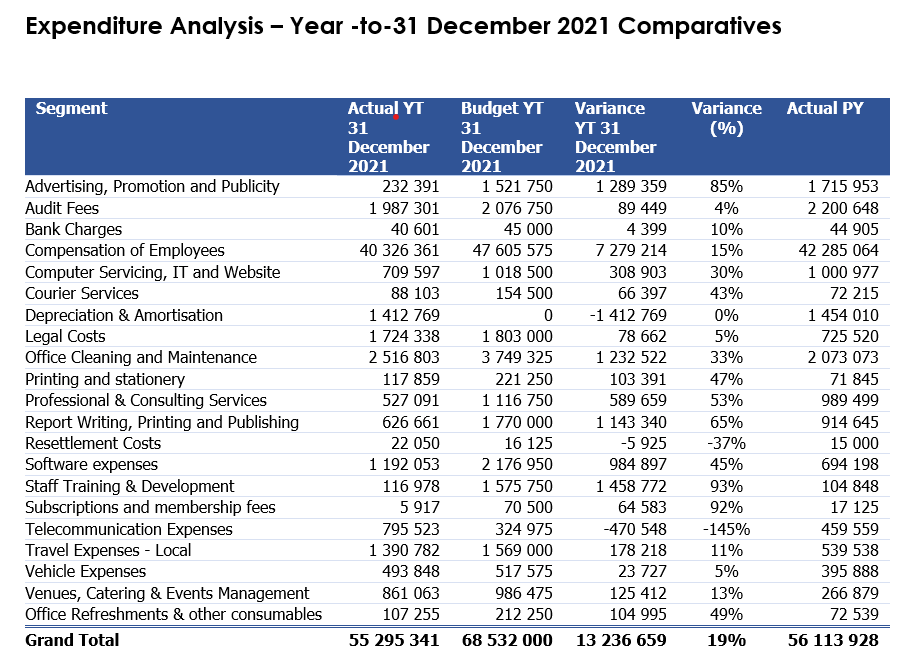 Expenditure Analysis – Year -to-31 December 2021 Comparatives
Segment Actual YT 31 December 2021 Budget YT 31 December 2021 Variance YT 31 December 2021 Variance (%) Actual PY
Advertising, Promotion and Publicity 232 391 1 521 750 1 289 359 85% 1 715 953
Audit Fees 1 987 301 2 076 750 89 449 4% 2 200 648
Bank Charges 40 601 45 000 4 399 10% 44 905
Compensation of Employees 40 326 361 47 605 575 7 279 214 15% 42 285 064
Computer Servicing, IT and Website 709 597 1 018 500 308 903 30% 1 000 977
Courier Services 88 103 154 500 66 397 43% 72 215
Depreciation & Amortisation 1 412 769 0 -1 412 769 0% 1 454 010
Legal Costs 1 724 338 1 803 000 78 662 5% 725 520
Office Cleaning and Maintenance 2 516 803 3 749 325 1 232 522 33% 2 073 073
Printing and stationery 117 859 221 250 103 391 47% 71 845
Professional & Consulting Services 527 091 1 116 750 589 659 53% 989 499
Report Writing, Printing and Publishing 626 661 1 770 000 1 143 340 65% 914 645
Resettlement Costs 22 050 16 125 -5 925 -37% 15 000
Software expenses 1 192 053 2 176 950 984 897 45% 694 198
Staff Training & Development 116 978 1 575 750 1 458 772 93% 104 848
Subscriptions and membership fees 5 917 70 500 64 583 92% 17 125
Telecommunication Expenses 795 523 324 975 -470 548 -145% 459 559
Travel Expenses - Local 1 390 782 1 569 000 178 218 11% 539 538
Vehicle Expenses 493 848 517 575 23 727 5% 395 888
Venues, Catering & Events Management 861 063 986 475 125 412 13% 266 879
Office Refreshments & other consumables 107 255 212 250 104 995 49% 72 539
Grand Total 55 295 341 68 532 000 13 236 659 19% 56 113 928